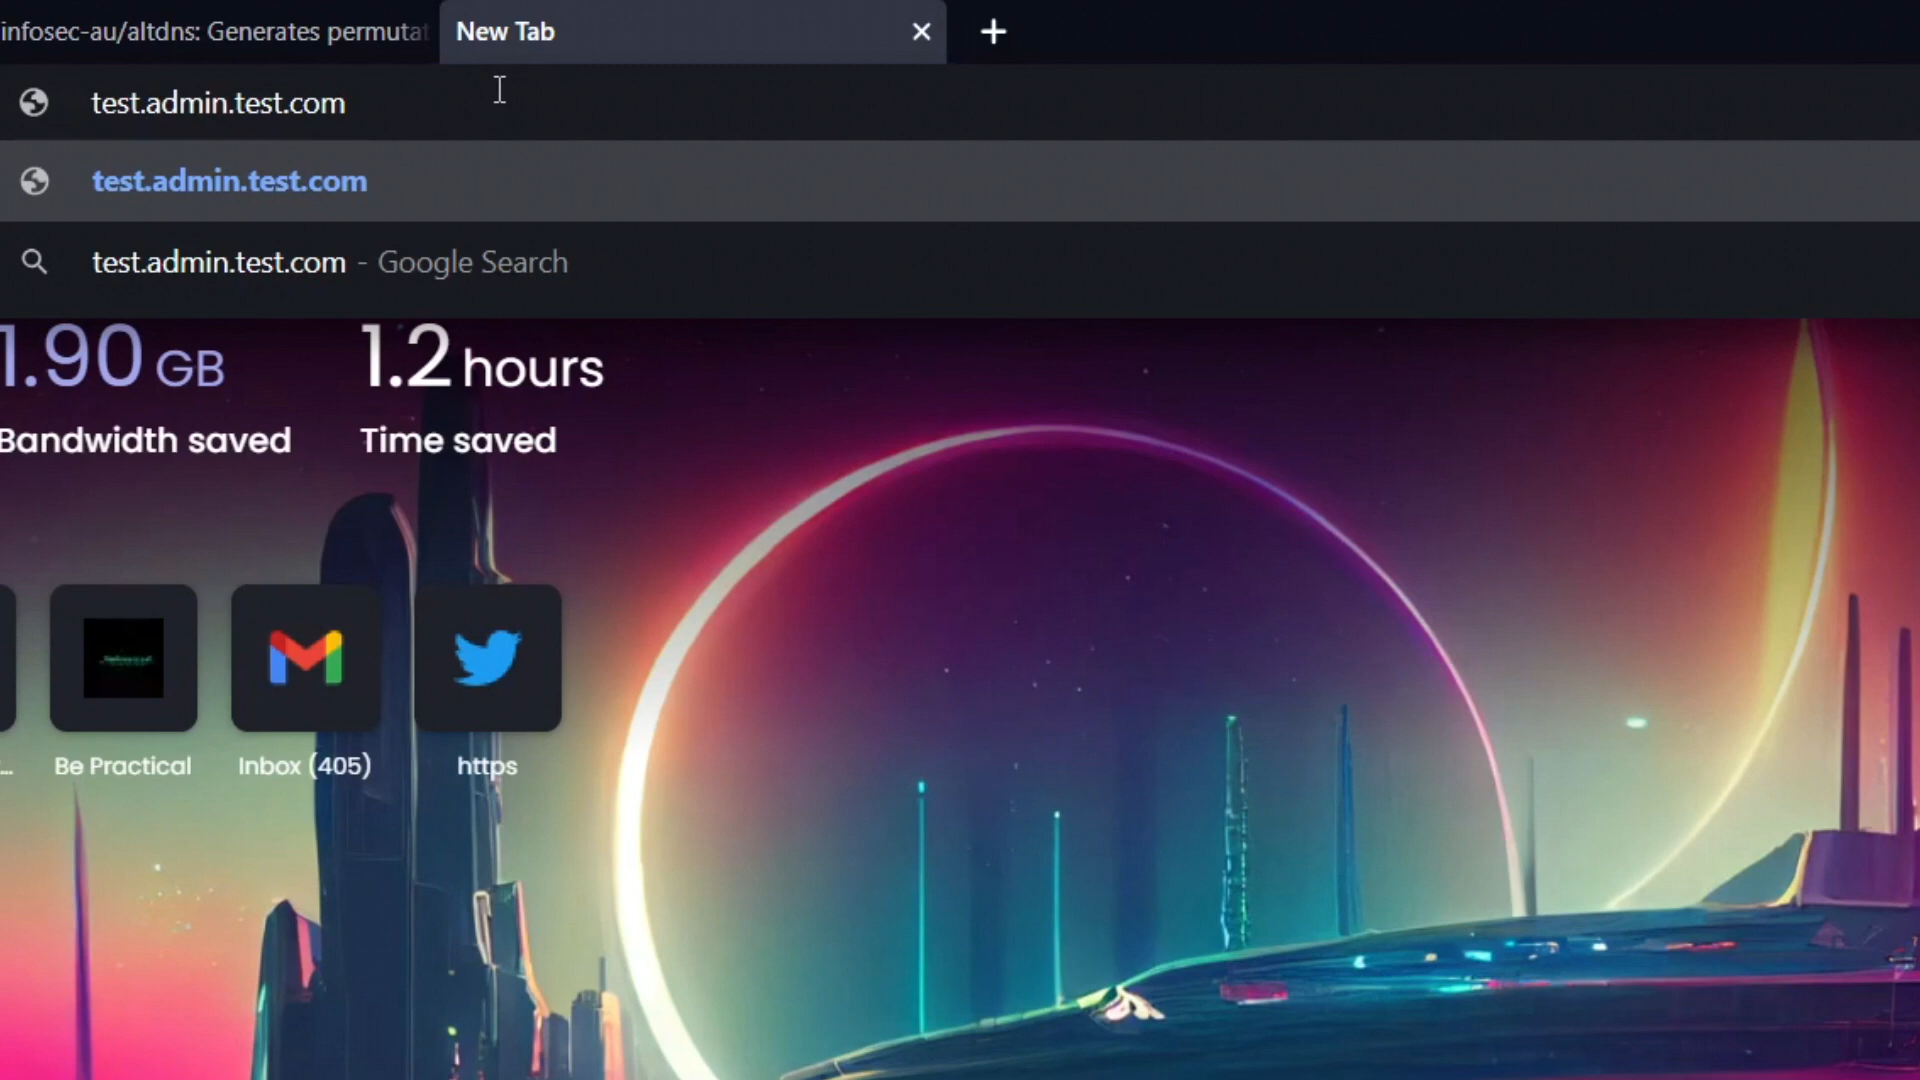 infosec-au/altdns: Generates permutat
New Tab
test.admin.test.com
test.admin.test.com
test.admin.test.com - Google Search
1.90 GB
1.2 hours
Bandwidth saved
Time saved
...
Be Practical
Inbox (405)
https